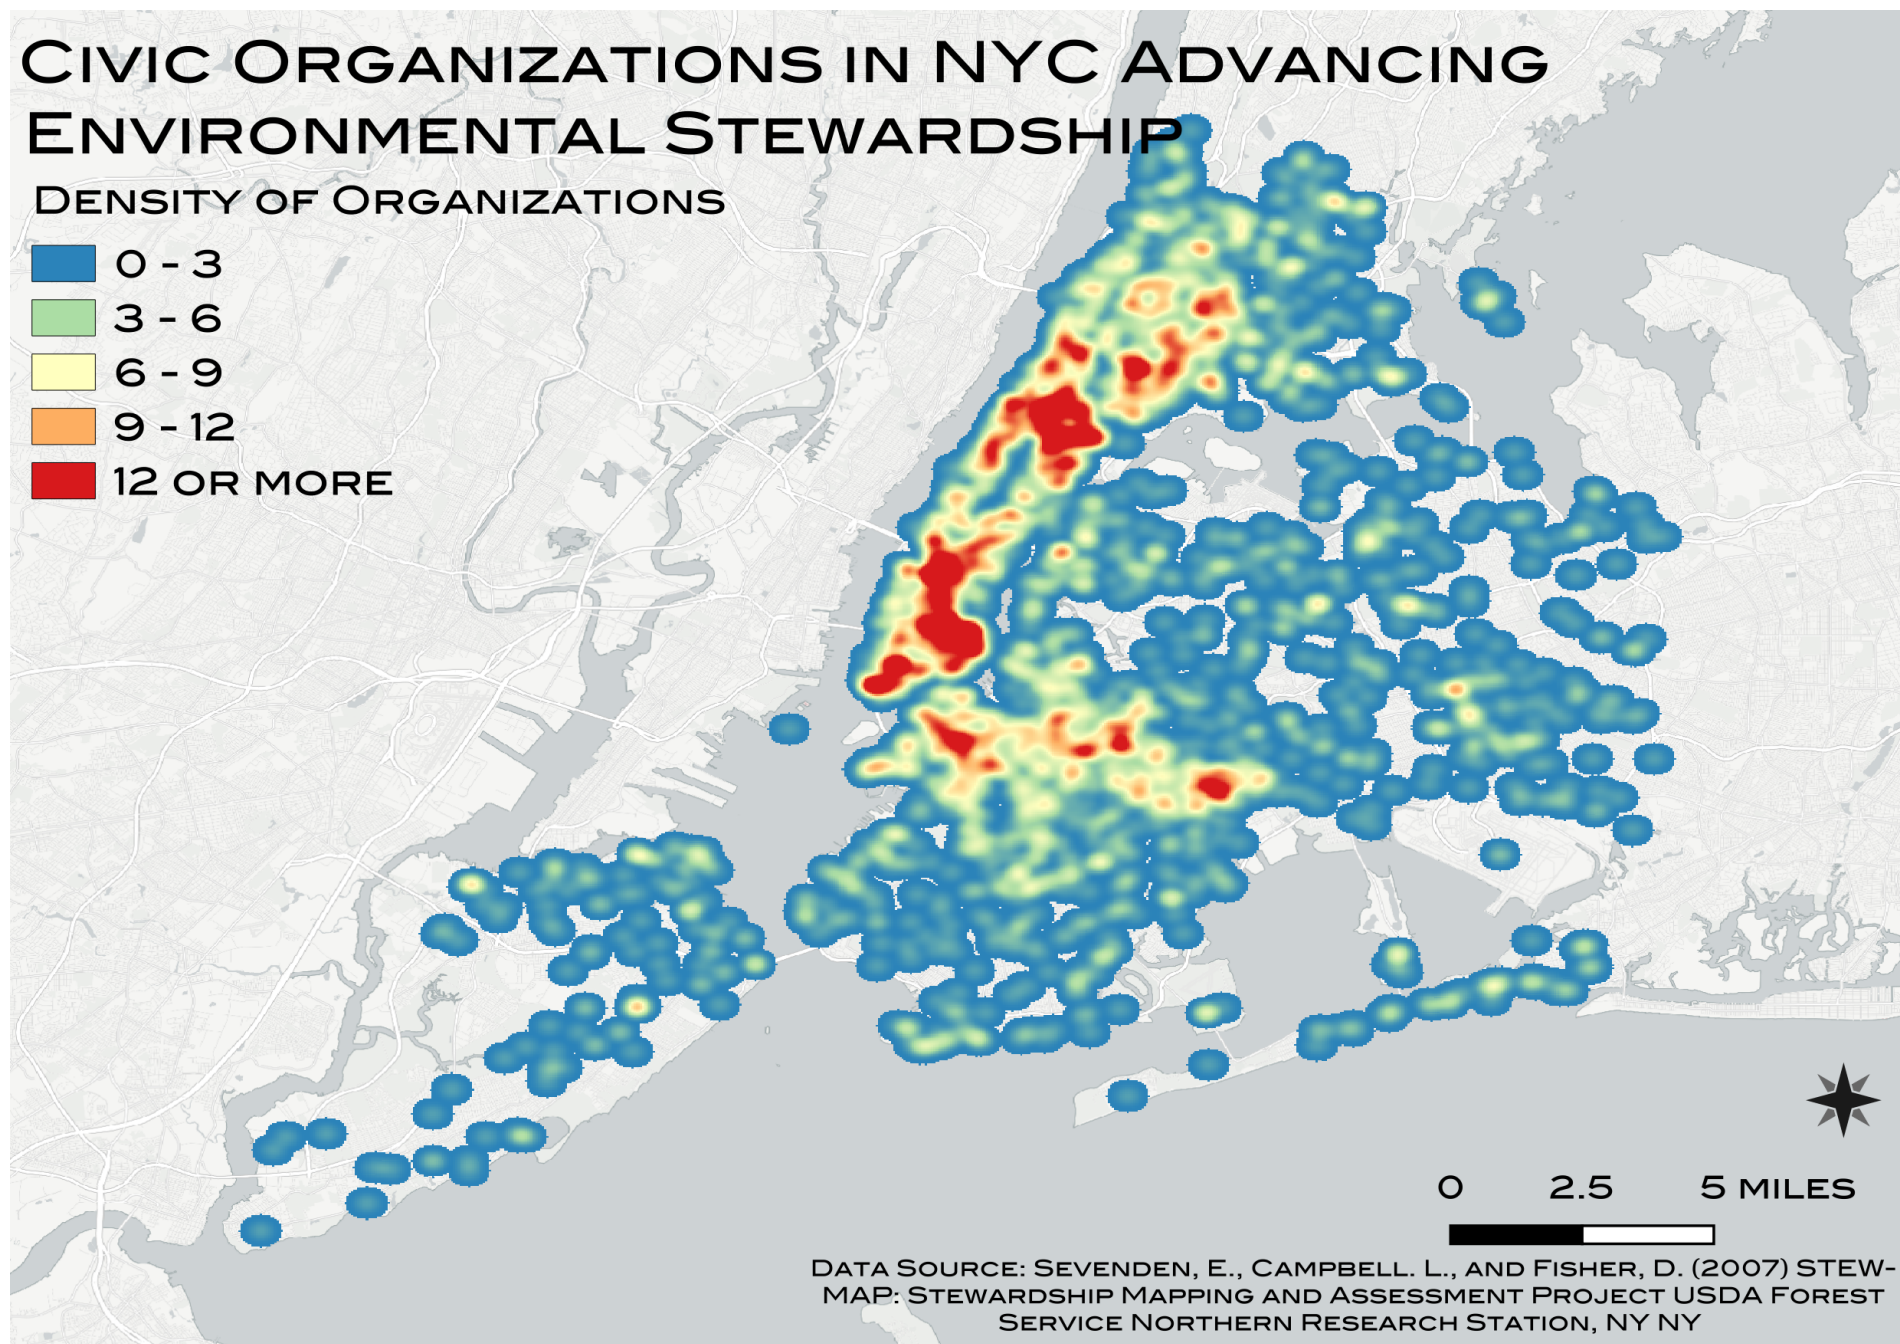 Civic Organizations in NYC Advancing
Environmental Stewardship
Density of Organizations
0 - 3
3 - 6
6 - 9
9 - 12
12 or more
0 2.5 5 miles
Data Source: Sevenden, E., Campbell. L., and Fisher, D. (2007) STEW-
MAP: Stewardship Mapping and Assessment Project USDA Forest
Service Northern Research Station, NY NY